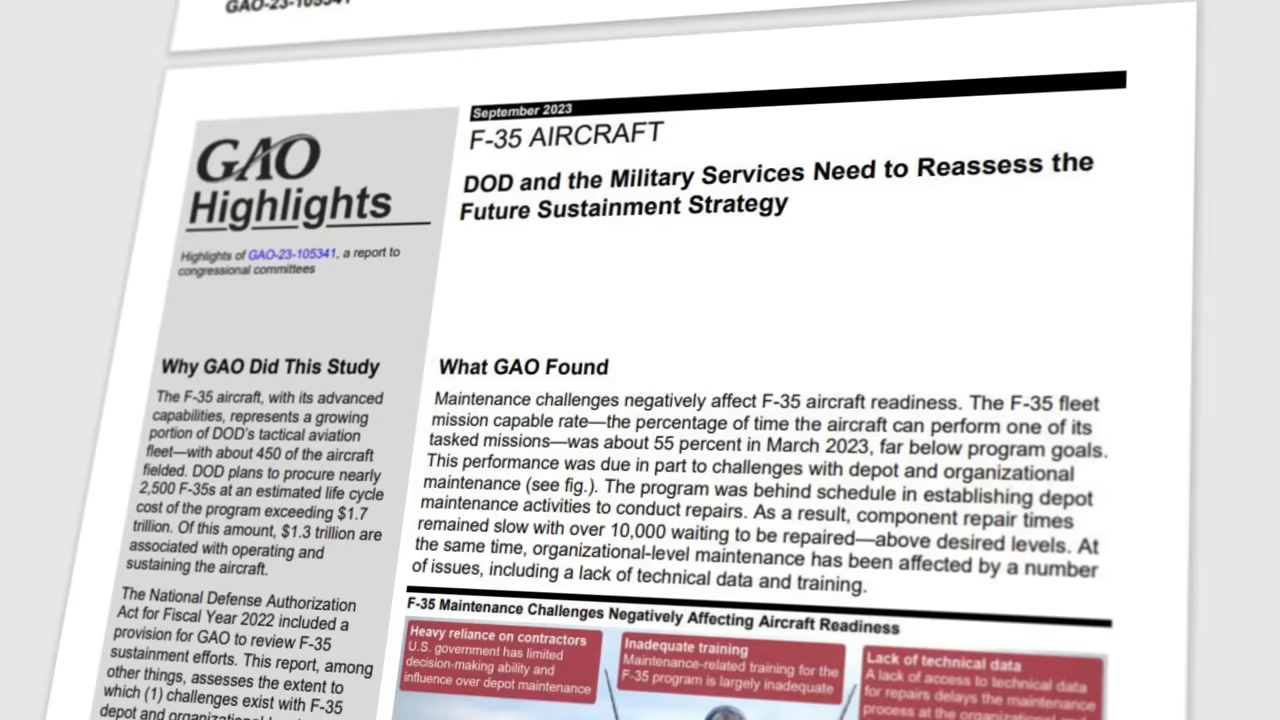 GAO-23-105341
September 2023
F-35 AIRCRAFT
DOD and the Military Services Need to Reassess the
Future Sustainment Strategy
GAO
Highlights
Highlights of GAO-23-105341, a report to
congressional committees
Why GAO Did This Study
The F-35 aircraft, with its advanced
capabilities, represents a growing
portion of DOD's tactical aviation
fleet—with about 450 of the aircraft
fielded. DOD plans to procure nearly
2,500 F-35s at an estimated life cycle
cost of the program exceeding $1.7
trillion. Of this amount, $1.3 trillion are
associated with operating and
sustaining the aircraft.
The National Defense Authorization
Act for Fiscal Year 2022 included a
provision for GAO to review F-35
sustainment efforts. This report, among
other things, assesses the extent to
which (1) challenges exist with F-35
depot and organizational
What GAO Found
Maintenance challenges negatively affect F-35 aircraft readiness. The F-35 fleet
mission capable rate—the percentage of time the aircraft can perform one of its
tasked missions—was about 55 percent in March 2023, far below program goals.
This performance was due in part to challenges with depot and organizational
maintenance (see fig.). The program was behind schedule in establishing depot
maintenance activities to conduct repairs. As a result, component repair times
remained slow with over 10,000 waiting to be repaired—above desired levels. At
the same time, organizational-level maintenance has been affected by a number
of issues, including a lack of technical data and training.
F-35 Maintenance Challenges Negatively Affecting Aircraft Readiness
Heavy reliance on contractors
U.S. government has limited
decision-making ability and
influence over depot maintenance
Inadequate training
Maintenance-related training for the
F-35 program is largely inadequate
Lack of technical data
A lack of access to technical data
for repairs delays the maintenance
process at the organizational and